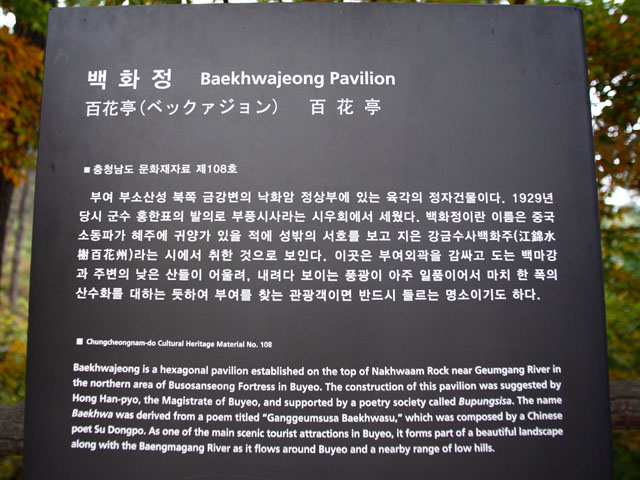 백화정 Baekhwajeong Pavilion
百花亭(ベックァジョン) 百 花 亭
■ 충청남도 문화재자료 제108호
부여 부소산성 북쪽 금강변의 낙화암 정상부에 있는 육각의 정자건물이다. 1929년
당시 군수 홍한표의 발의로 부풍시사라는 시우회에서 세웠다. 백화정이란 이름은 중국
소동파가 혜주에 귀양가 있을 적에 성밖의 서호를 보고 지은 강금수사백화주(江錦水
榭百花州)라는 시에서 취한 것으로 보인다. 이곳은 부여외곽을 감싸고 도는 백마강
과 주변의 낮은 산들이 어울려, 내려다 보이는 풍광이 아주 일품이어서 마치 한 폭의
산수화를 대하는 듯하여 부여를 찾는 관광객이면 반드시 들르는 명소이기도 하다.
■ Chungcheongnam-do Cultural Heritage Material No. 108
Baekhwajeong is a hexagonal pavilion established on the top of Nakhwaam Rock near Geumgang River in
the northern area of Busosanseong Fortress in Buyeo. The construction of this pavilion was suggested by
Hong Han-pyo, the Magistrate of Buyeo, and supported by a poetry society called Bupungsisa. The name
Baekhwa was derived from a poem titled "Ganggeumsusa Baekhwasu," which was composed by a Chinese
poet Su Dongpo. As one of the main scenic tourist attractions in Buyeo, it forms part of a beautiful landscape
along with the Baengmagang River as it flows around Buyeo and a nearby range of low hills.